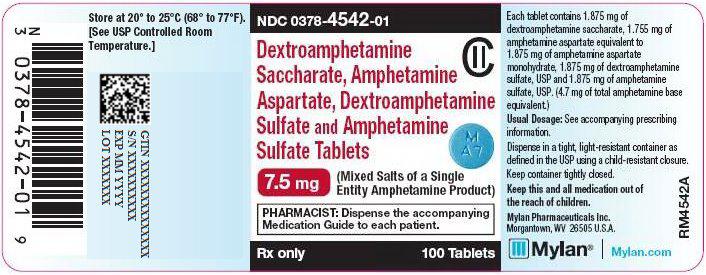 3 0378-4542-01 9
N
Store at 20° to 25°C (68° to 77°F).
[See USP Controlled Room
Temperature.]
GTIN XXXXXXXXXXXXXX
S/N XXXXXXXXXX
EXP MM YYYY
LOT XXXXXXX
NDC 0378-4542-01
CII
Dextroamphetamine
Saccharate, Amphetamine
Aspartate, Dextroamphetamine
Sulfate and Amphetamine
Sulfate Tablets
M
A7
7.5 mg
(Mixed Salts of a Single
Entity Amphetamine Product)
PHARMACIST: Dispense the accompanying
Medication Guide to each patient.
Rx only 100 Tablets
Each tablet contains 1.875 mg of
dextroamphetamine saccharate, 1.755 mg of
amphetamine aspartate equivalent to
1.875 mg of amphetamine aspartate
monohydrate, 1.875 mg of dextroamphetamine
sulfate, USP and 1.875 mg of amphetamine
sulfate, USP. (4.7 mg of total amphetamine base
equivalent.)
Usual Dosage: See accompanying prescribing
information.
Dispense in a tight, light-resistant container as
defined in the USP using a child-resistant closure.
Keep container tightly closed.
Keep this and all medication out of
the reach of children.
Mylan Pharmaceuticals Inc.
Morgantown, WV 26505 U.S.A.
Mylan®
Mylan.com
RM4542A